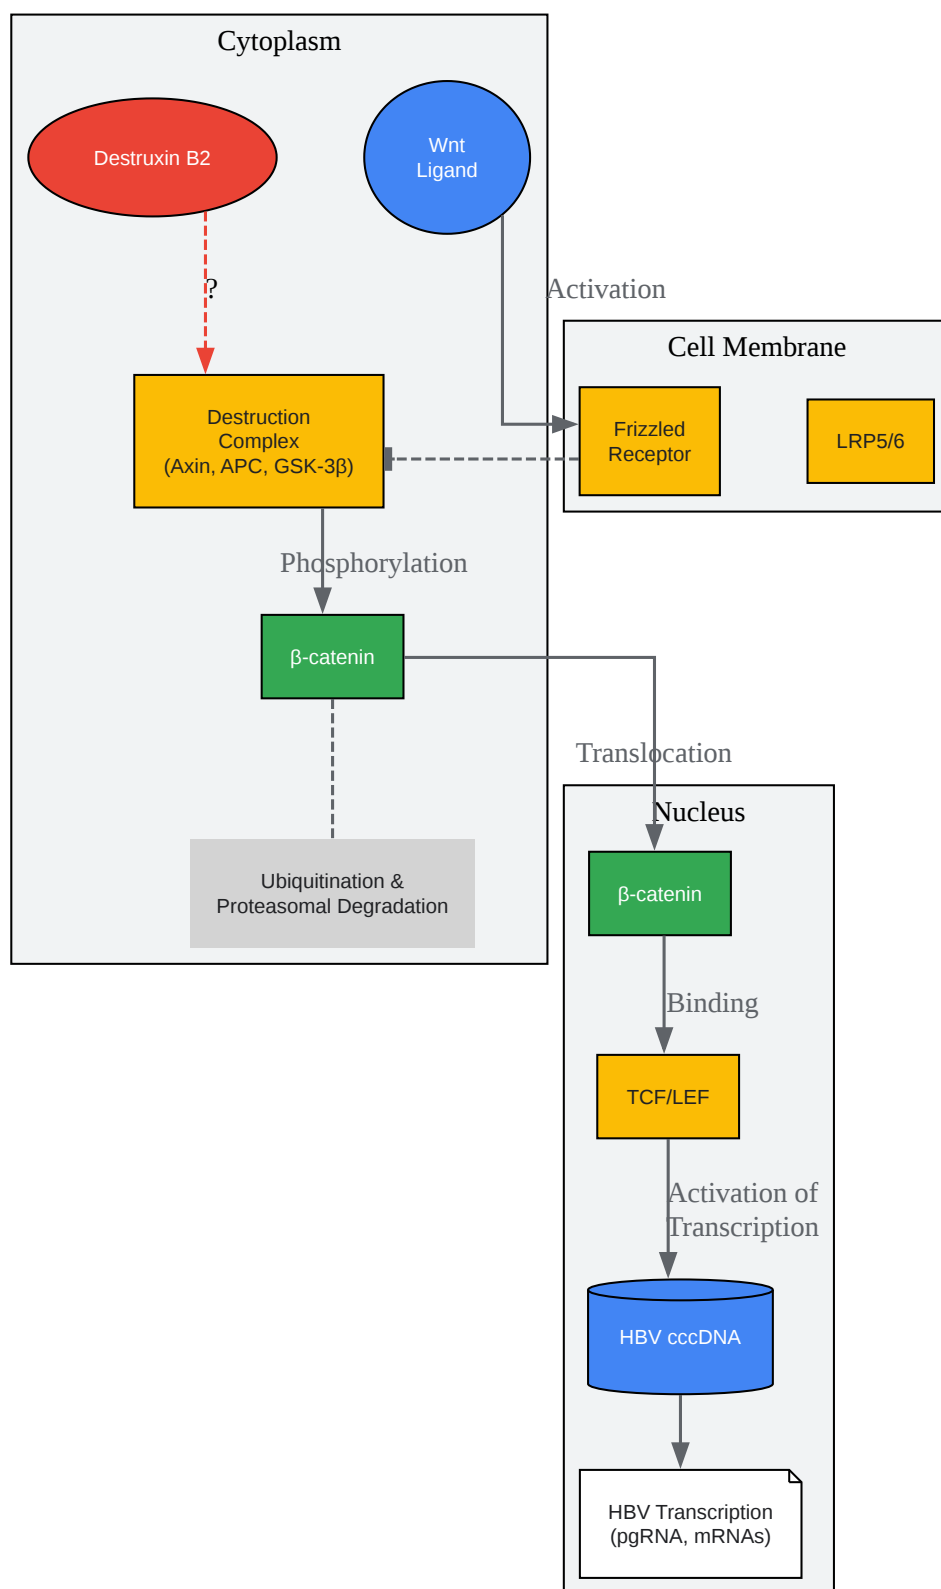 Cytoplasm
Destruxin B2
Wnt
Ligand
?
Activation
Cell Membrane
Destruction
Complex
(Axin, APC, GSK-3β)
Frizzled
Receptor
LRP5/6
Phosphorylation
β-catenin
Translocation
Nucleus
Ubiquitination &
Proteasomal Degradation
β-catenin
Binding
TCF/LEF
Activation of
Transcription
HBV cccDNA
HBV Transcription
(pgRNA, mRNAs)